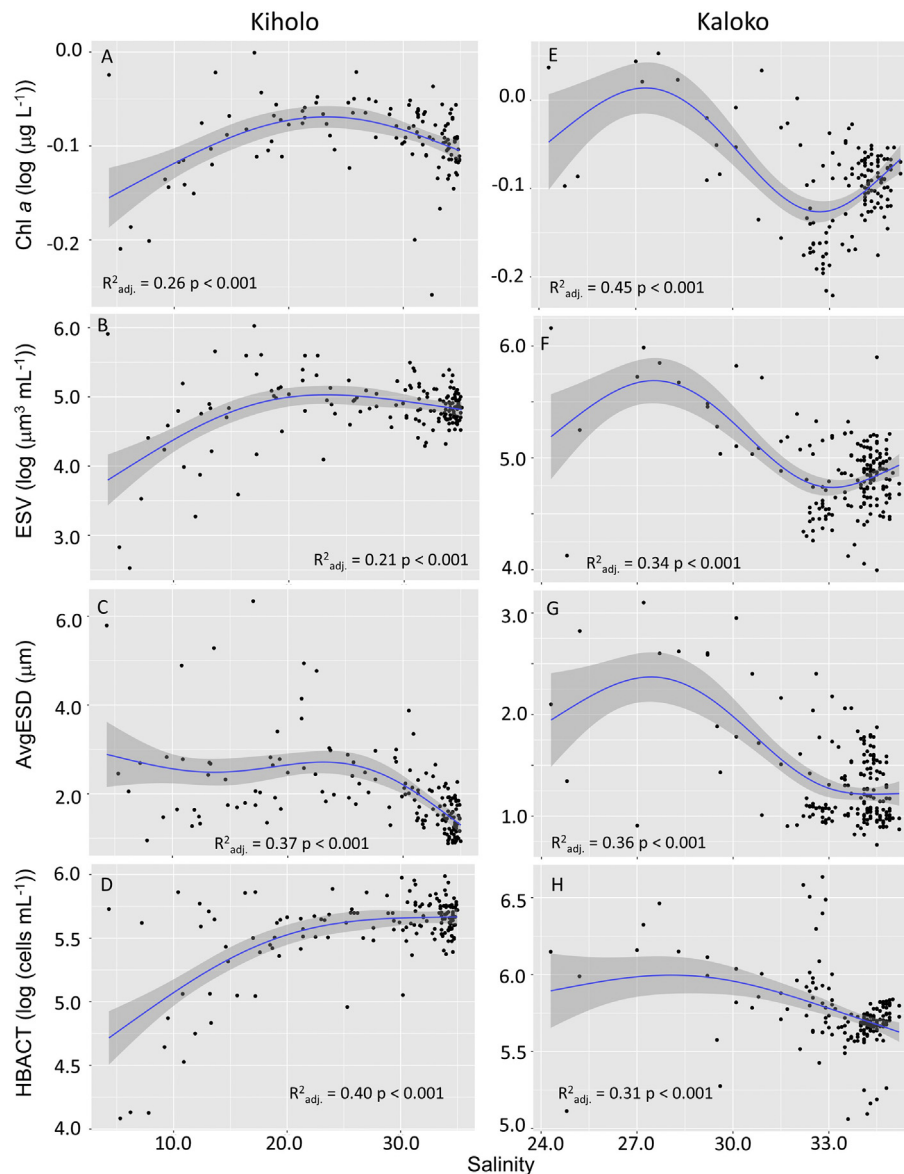 Kiholo Kaloko
A
0.0
-0.1
-0.2
Chl a (log (µg L⁻¹))
R²adj. = 0.26 p < 0.001
E
0.0
-0.1
-0.2
R²adj. = 0.45 p < 0.001
B
6.0
5.0
4.0
3.0
ESV (log (µm³ mL⁻¹))
R²adj. = 0.21 p < 0.001
F
6.0
5.0
4.0
R²adj. = 0.34 p < 0.001
C
6.0
4.0
2.0
AvgESD (µm)
R²adj. = 0.37 p < 0.001
G
3.0
2.0
1.0
R²adj. = 0.36 p < 0.001
D
6.0
5.5
5.0
4.5
4.0
HBACT (log (cells mL⁻¹))
R²adj. = 0.40 p < 0.001
H
6.5
6.0
5.5
5.0
R²adj. = 0.31 p < 0.001
10.0 20.0 30.0 24.0 27.0 30.0 33.0
Salinity